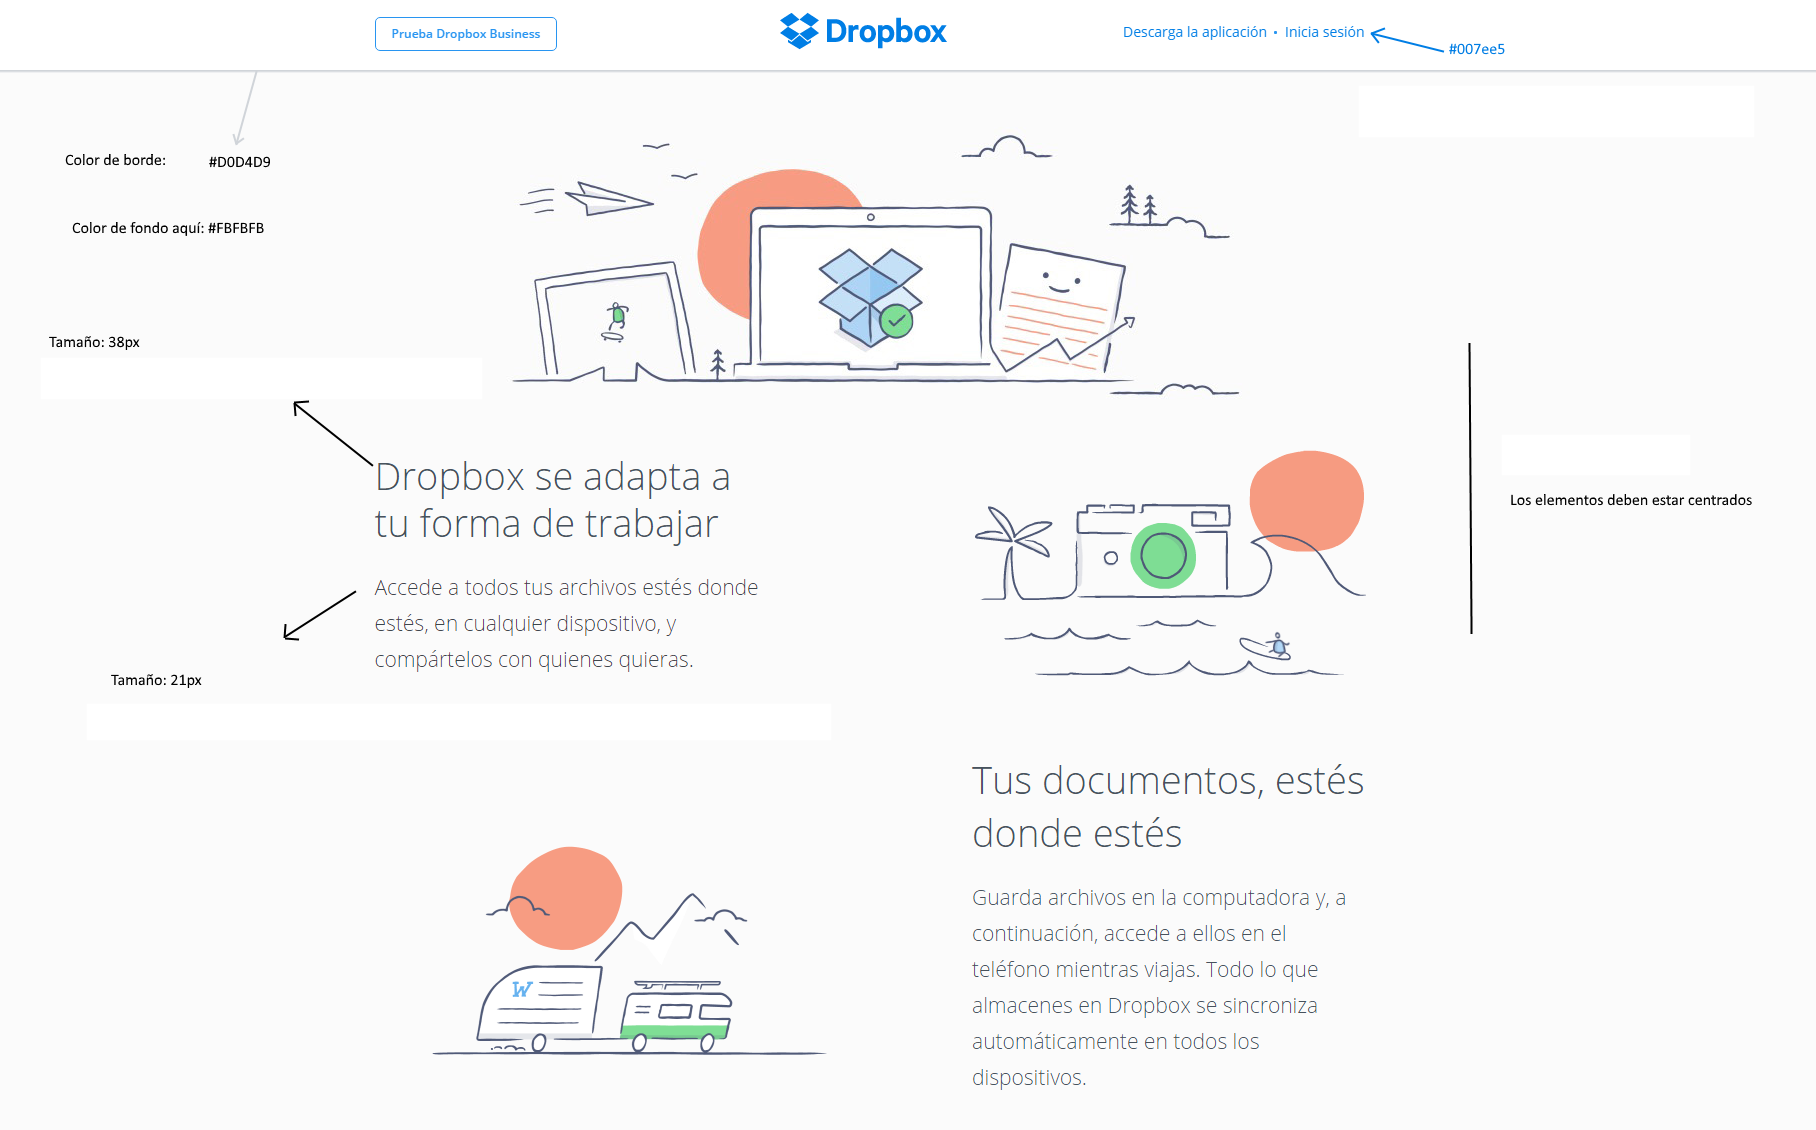 Prueba Dropbox Business
Dropbox
Descarga la aplicación • Inicia sesión
#007ee5
Color de borde: #D0D4D9
Color de fondo aquí: #FBFBFB
Tamaño: 38px
Dropbox se adapta a
tu forma de trabajar
Los elementos deben estar centrados
Accede a todos tus archivos estés donde
estés, en cualquier dispositivo, y
compártelos con quienes quieras.
Tamaño: 21px
Tus documentos, estés
donde estés
Guarda archivos en la computadora y, a
continuación, accede a ellos en el
teléfono mientras viajas. Todo lo que
almacenes en Dropbox se sincroniza
automáticamente en todos los
dispositivos.
W